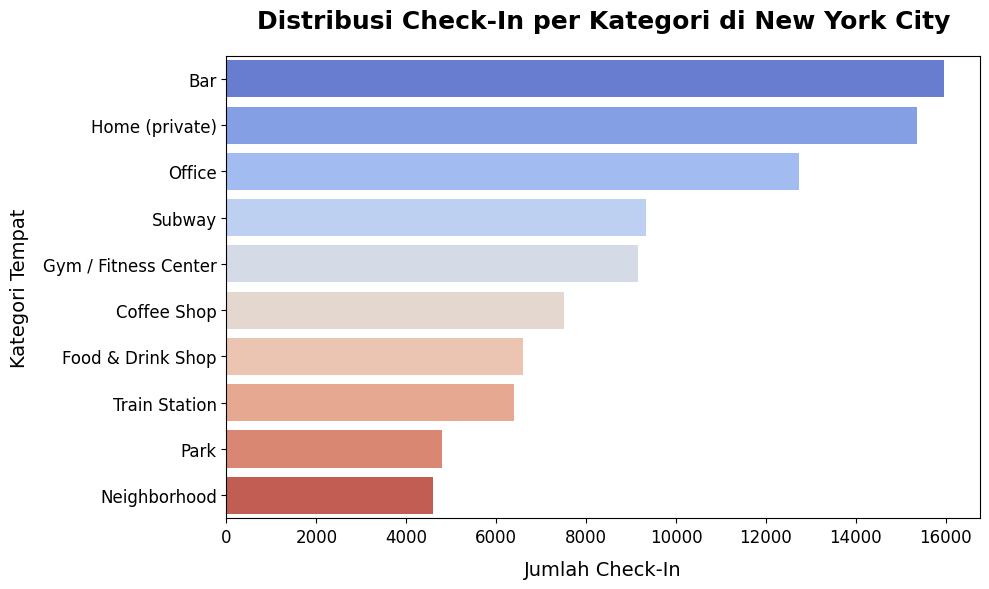 Distribusi Check-In per Kategori di New York City
Kategori Tempat
Bar
Home (private)
Office
Subway
Gym / Fitness Center
Coffee Shop
Food & Drink Shop
Train Station
Park
Neighborhood
0 2000 4000 6000 8000 10000 12000 14000 16000
Jumlah Check-In